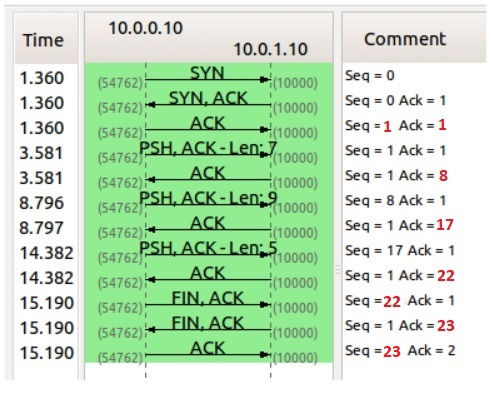 Time 10.0.0.10 10.0.1.10 Comment
1.360 (54762) SYN (10000) Seq = 0
1.360 (54762) SYN, ACK (10000) Seq = 0 Ack = 1
1.360 (54762) ACK (10000) Seq = 1 Ack = 1
3.581 (54762) PSH, ACK - Len: 7 (10000) Seq = 1 Ack = 1
3.581 (54762) ACK (10000) Seq = 1 Ack = 8
8.796 (54762) PSH, ACK - Len: 9 (10000) Seq = 8 Ack = 1
8.797 (54762) ACK (10000) Seq = 1 Ack = 17
14.382 (54762) PSH, ACK - Len: 5 (10000) Seq = 17 Ack = 1
14.382 (54762) ACK (10000) Seq = 1 Ack = 22
15.190 (54762) FIN, ACK (10000) Seq = 22 Ack = 1
15.190 (54762) FIN, ACK (10000) Seq = 1 Ack = 23
15.190 (54762) ACK (10000) Seq = 23 Ack = 2